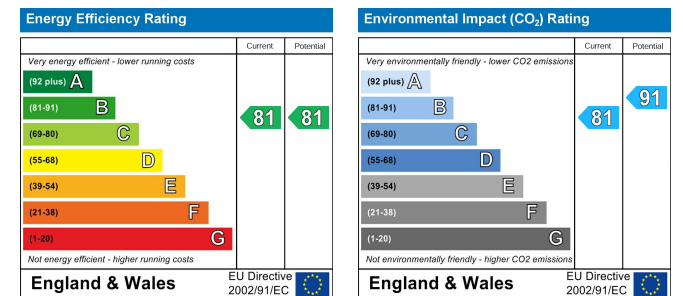 Energy Efficiency Rating
Current Potential
Very energy efficient - lower running costs
(92 plus) A
(81-91) B
81 81
(69-80) C
(55-68) D
(39-54) E
(21-38) F
(1-20) G
Not energy efficient - higher running costs
England & Wales
EU Directive
2002/91/EC
Environmental Impact (CO2) Rating
Current Potential
Very environmentally friendly - lower CO2 emissions
(92 plus) A
91
(81-91) B
81
(69-80) C
(55-68) D
(39-54) E
(21-38) F
(1-20) G
Not environmentally friendly - higher CO2 emissions
England & Wales
EU Directive
2002/91/EC